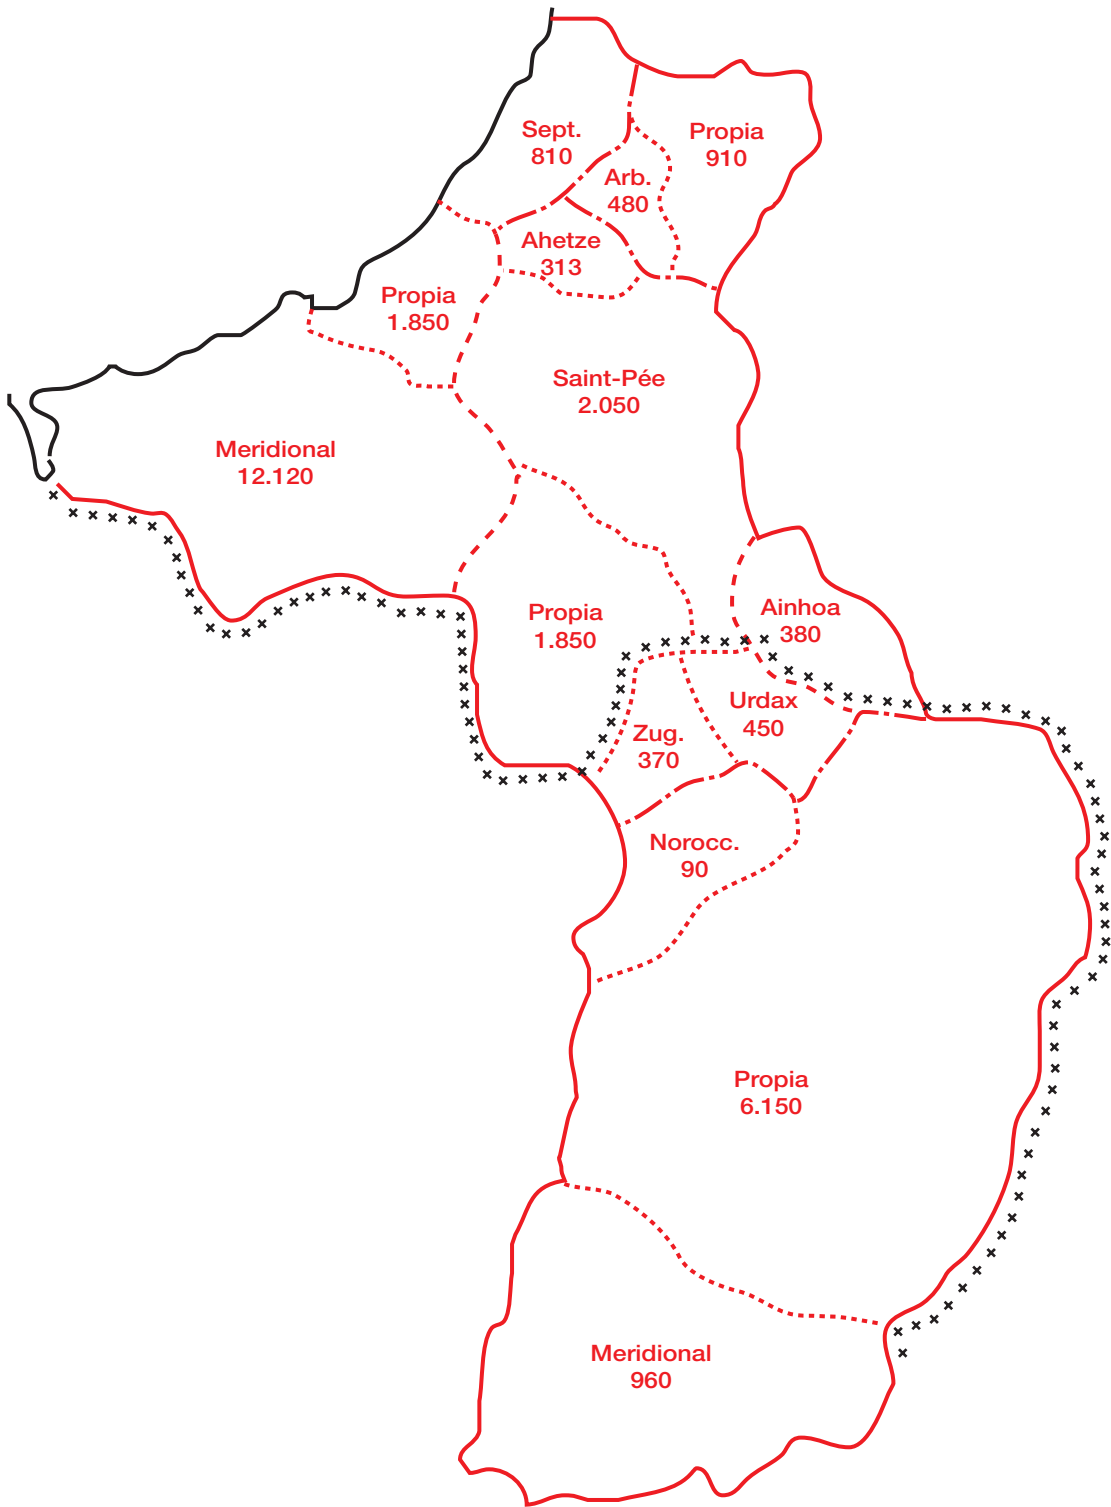 Sept.
810
Propia
910
Arb.
480
Ahetze
313
Propia
1.850
Saint-Pée
2.050
Meridional
12.120
Propia
1.850
Ainhoa
380
Urdax
450
Zug.
370
Norocc.
90
Propia
6.150
Meridional
960